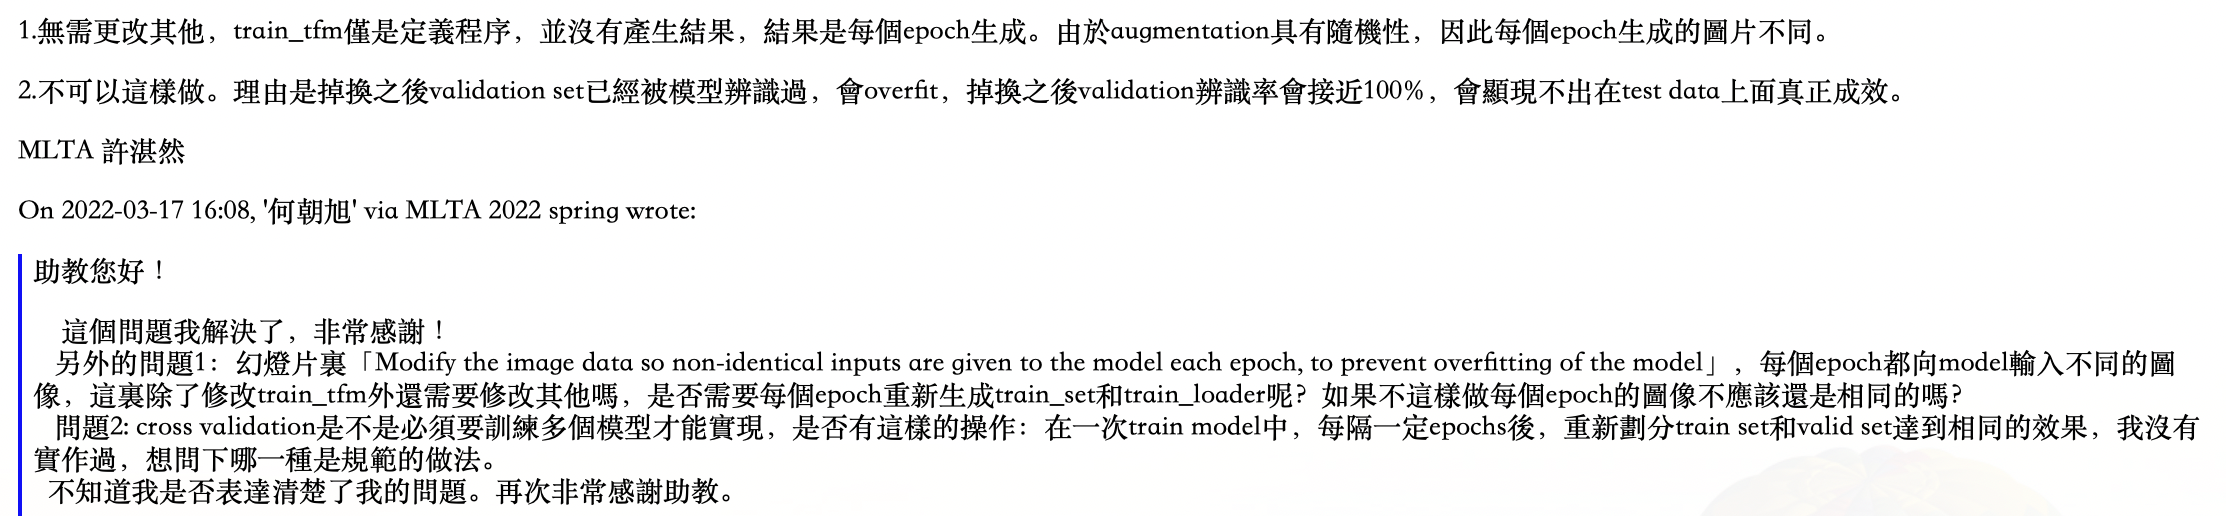 1.無需更改其他，train_tfm僅是定義程序，並沒有產生結果，結果是每個epoch生成。由於augmentation具有隨機性，因此每個epoch生成的圖片不同。
2.不可以這樣做。理由是掉換之後validation set已經被模型辨識過，會overfit，掉換之後validation辨識率會接近100%，會顯現不出在test data上面真正成效。
MLTA 許湛然
On 2022-03-17 16:08, '何朝旭' via MLTA 2022 spring wrote:
助教您好！
這個問題我解決了，非常感謝！
另外的問題1：幻燈片裏「Modify the image data so non-identical inputs are given to the model each epoch, to prevent overfitting of the model」，每個epoch都向model輸入不同的圖
像，這裏除了修改train_tfm外還需要修改其他嗎，是否需要每個epoch重新生成train_set和train_loader呢？如果不這樣做每個epoch的圖像不應該還是相同的嗎？
問題2: cross validation是不是必須要訓練多個模型才能實現，是否有這樣的操作：在一次train model中，每隔一定epochs後，重新劃分train set和valid set達到相同的效果，我沒有
實作過，想問下哪一種是規範的做法。
不知道我是否表達清楚了我的問題。再次非常感謝助教。